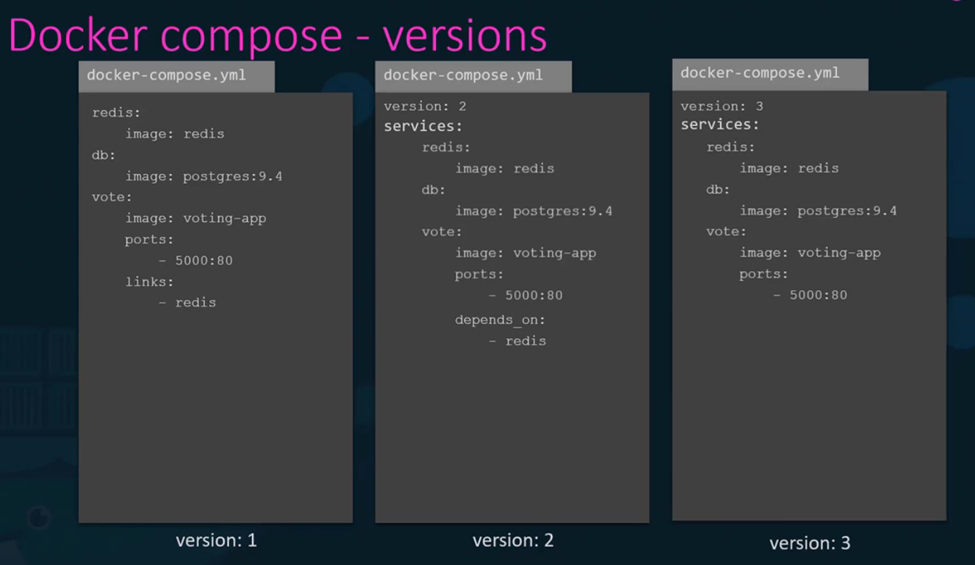 Docker compose - versions
docker-compose.yml
redis:
image: redis
db:
image: postgres:9.4
vote:
image: voting-app
ports:
- 5000:80
links:
- redis
version: 1
docker-compose.yml
version: 2
services:
redis:
image: redis
db:
image: postgres:9.4
vote:
image: voting-app
ports:
- 5000:80
depends_on:
- redis
version: 2
docker-compose.yml
version: 3
services:
redis:
image: redis
db:
image: postgres:9.4
vote:
image: voting-app
ports:
- 5000:80
version: 3